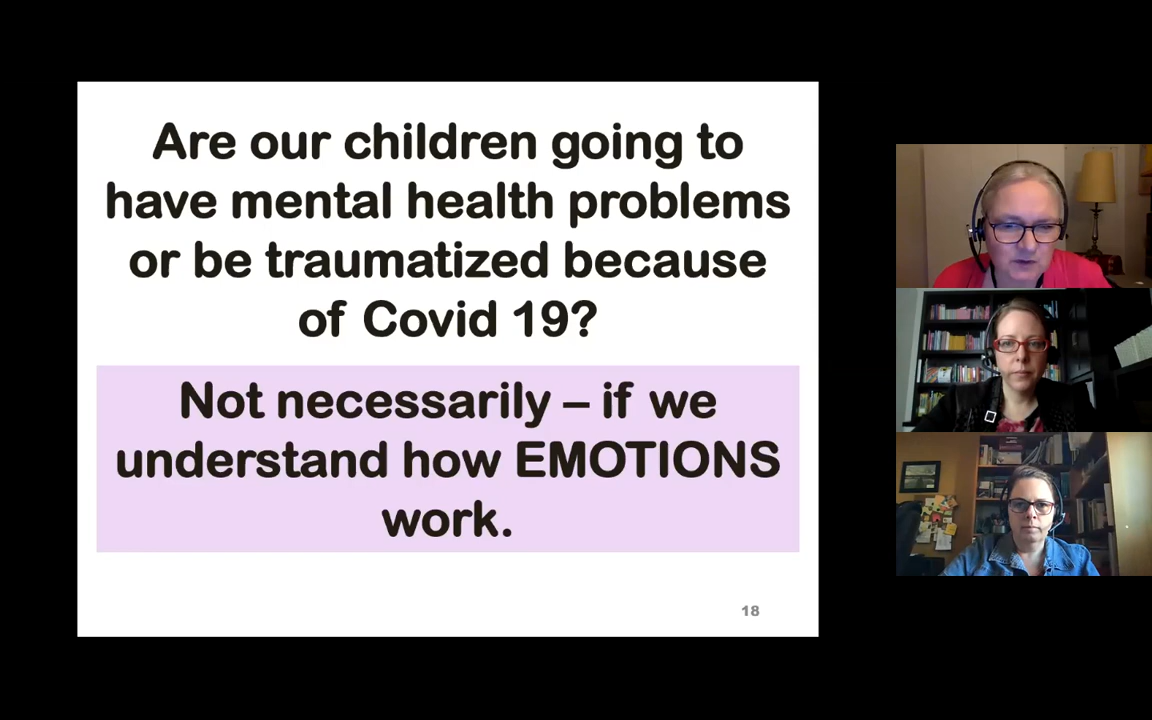 Are our children going to
have mental health problems
or be traumatized because
of Covid 19?
Not necessarily – if we
understand how EMOTIONS
work.
18